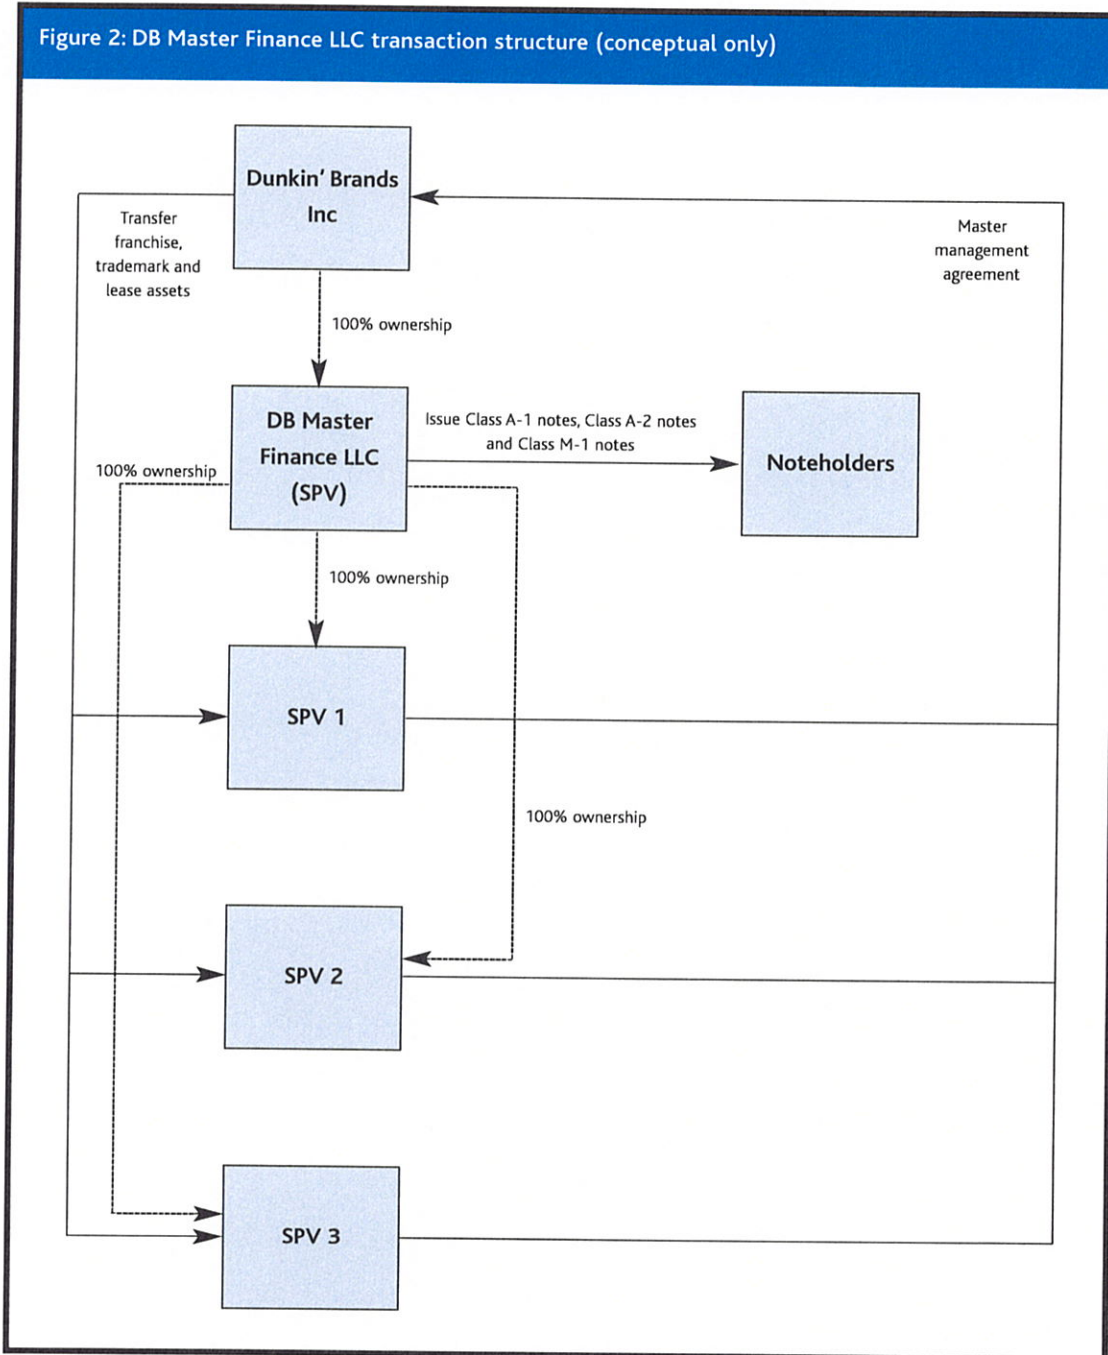 Figure 2: DB Master Finance LLC transaction structure (conceptual only)
Dunkin' Brands
Inc
Transfer
franchise,
trademark and
lease assets
Master
management
agreement
100% ownership
DB Master
Finance LLC
(SPV)
Issue Class A-1 notes, Class A-2 notes
and Class M-1 notes
Noteholders
100% ownership
100% ownership
SPV 1
100% ownership
SPV 2
SPV 3